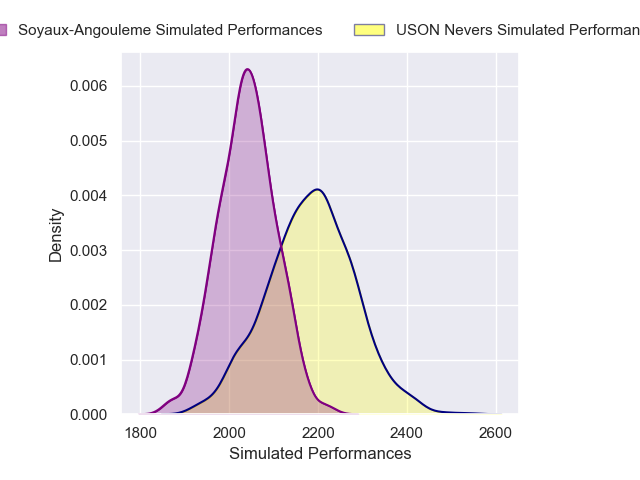 Soyaux-Angouleme Simulated Performances USON Nevers Simulated Performan
0.006
0.005
0.004
0.003
0.002
0.001
0.000
Density
1800 2000 2200 2400 2600
Simulated Performances